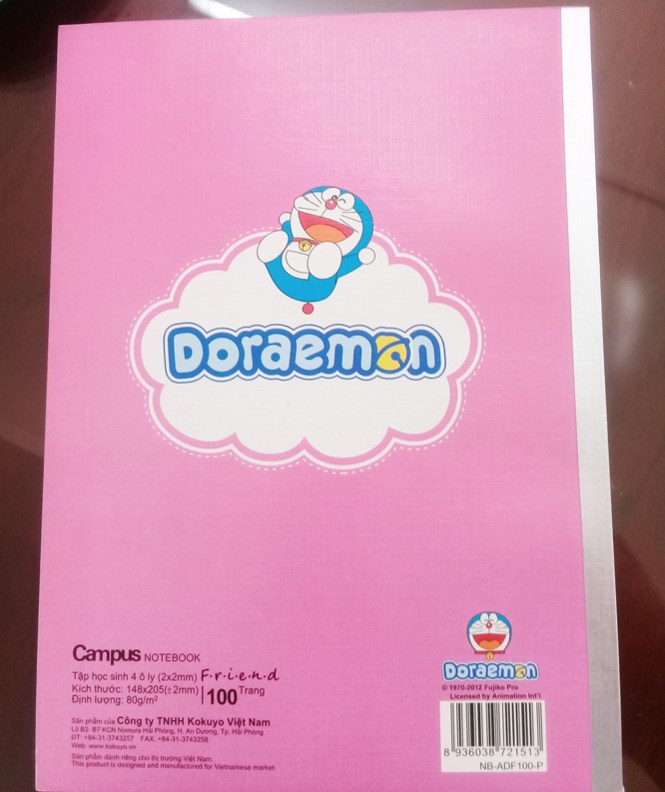 Doraemon
Campus NOTEBOOK
Tập học sinh 4 ô ly (2x2mm) F·r·i·e·n·d
Kích thước: 148x205(±2mm)
Định lượng: 80g/m²
100 Trang
Sản phẩm của Công ty TNHH Kokuyo Việt Nam
Lô B2- B7 KCN Nomura Hải Phòng, H. An Dương, Tp. Hải Phòng
ĐT: +84-31-3743257 FAX: +84-31-3743258
Web: www.kokuyo.vn
Sản phẩm dành riêng cho thị trường Việt Nam.
This product is designed and manufactured for Vietnamese market.
Doraemon
© 1970-2012 Fujiko Pro
Licensed by Animation Int'l
8 936038 721513
NB-ADF100-P